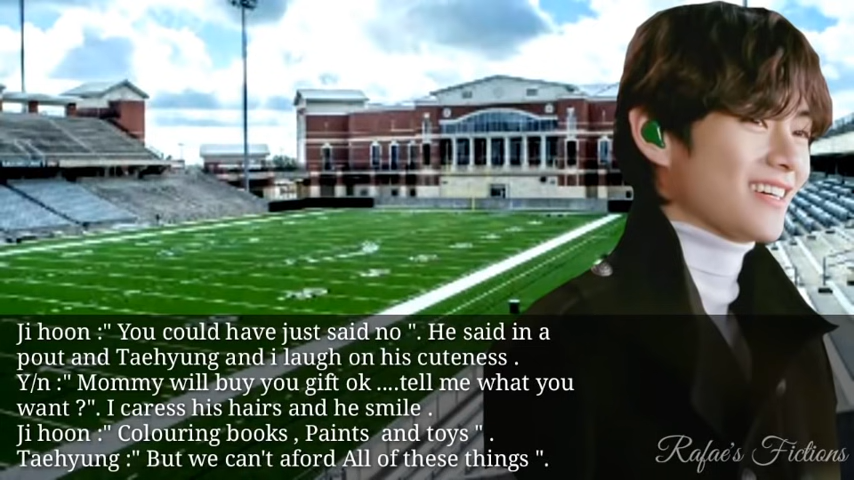 Ji hoon :" You could have just said no ". He said in a
pout and Taehyung and i laugh on his cuteness .
Y/n :" Mommy will buy you gift ok ....tell me what you
want ?". I caress his hairs and he smile .
Ji hoon :" Colouring books , Paints and toys " .
Taehyung :" But we can't aford All of these things ".
Rafae's Fictions